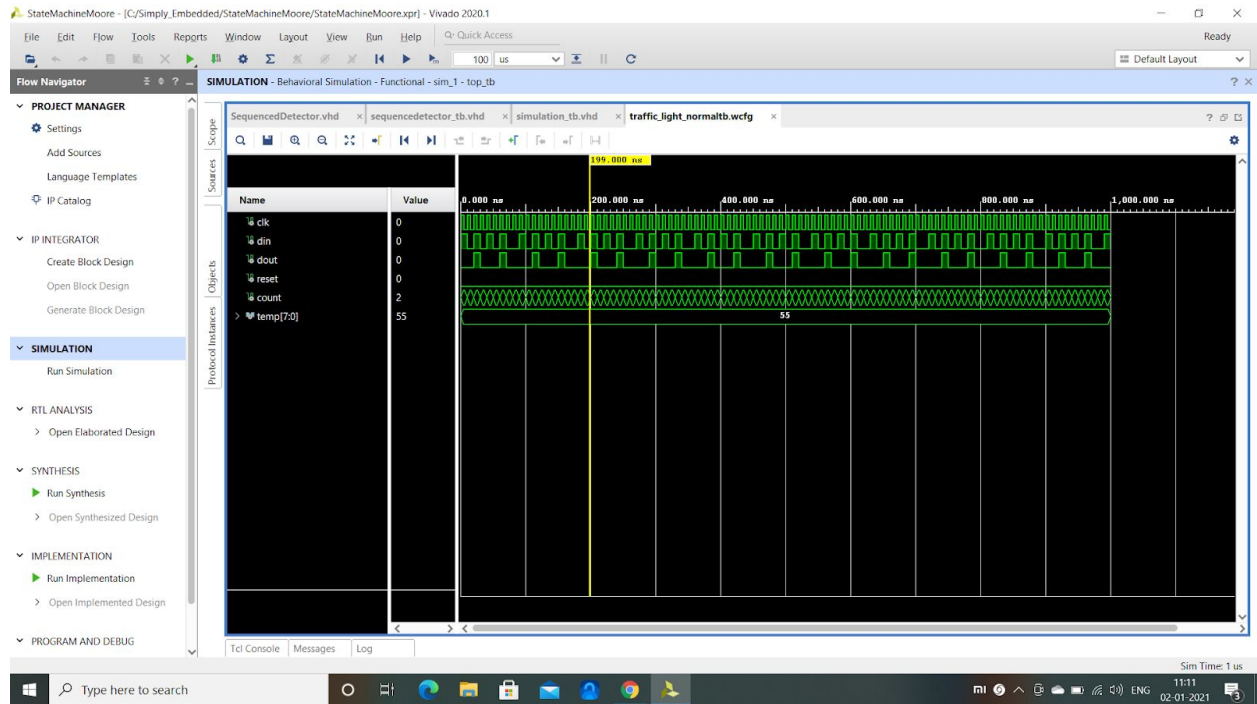 StateMachineMoore - [C:/Simply_Embedded/StateMachineMoore/StateMachineMoore.xpr] - Vivado 2020.1
File Edit Flow Tools Reports Window Layout View Run Help Quick Access Ready
100 us Default Layout
Flow Navigator ? SIMULATION - Behavioral Simulation - Functional - sim_1 - top_tb ?
PROJECT MANAGER
Settings
Add Sources
Language Templates
IP Catalog
IP INTEGRATOR
Create Block Design
Open Block Design
Generate Block Design
SIMULATION
Run Simulation
RTL ANALYSIS
Open Elaborated Design
SYNTHESIS
Run Synthesis
Open Synthesized Design
IMPLEMENTATION
Run Implementation
Open Implemented Design
PROGRAM AND DEBUG
Scope
Sources
Objects
Protocol Instances
SequencedDetector.vhd sequencedetector_tb.vhd simulation_tb.vhd traffic_light_normaltb.wcfg ?
199.000 ns
Name Value 0.000 ns 200.000 ns 400.000 ns 600.000 ns 800.000 ns 1,000.000 ns
clk 0
din 0
dout 0
reset 0
count 2
temp[7:0] 55 55
Tcl Console Messages Log
Sim Time: 1 us
Type here to search
ENG
11:11
02-01-2021
3